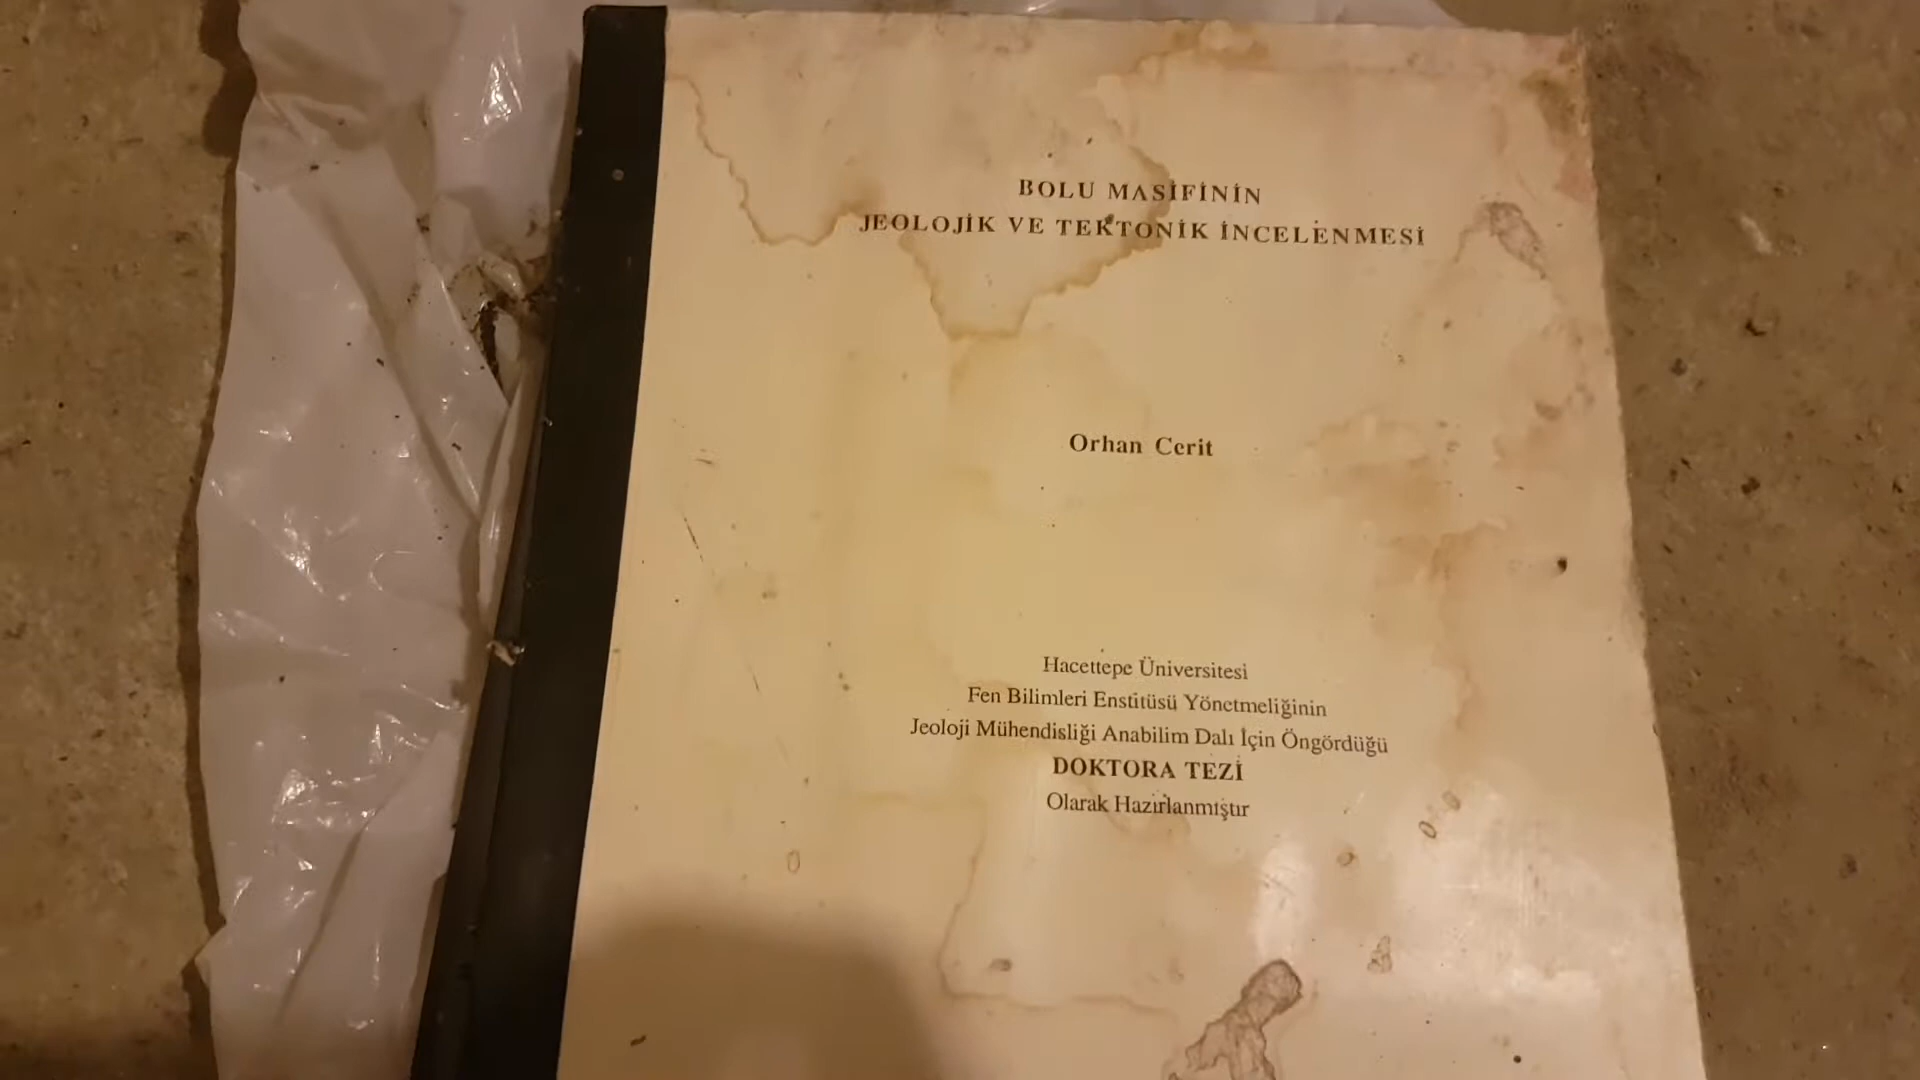 BOLU MASİFİNİN
JEOLOJİK VE TEKTONİK İNCELENMESİ
Orhan Cerit
Hacettepe Üniversitesi
Fen Bilimleri Enstitüsü Yönetmeliğinin
Jeoloji Mühendisliği Anabilim Dalı İçin Öngördüğü
DOKTORA TEZİ
Olarak Hazırlanmıştır